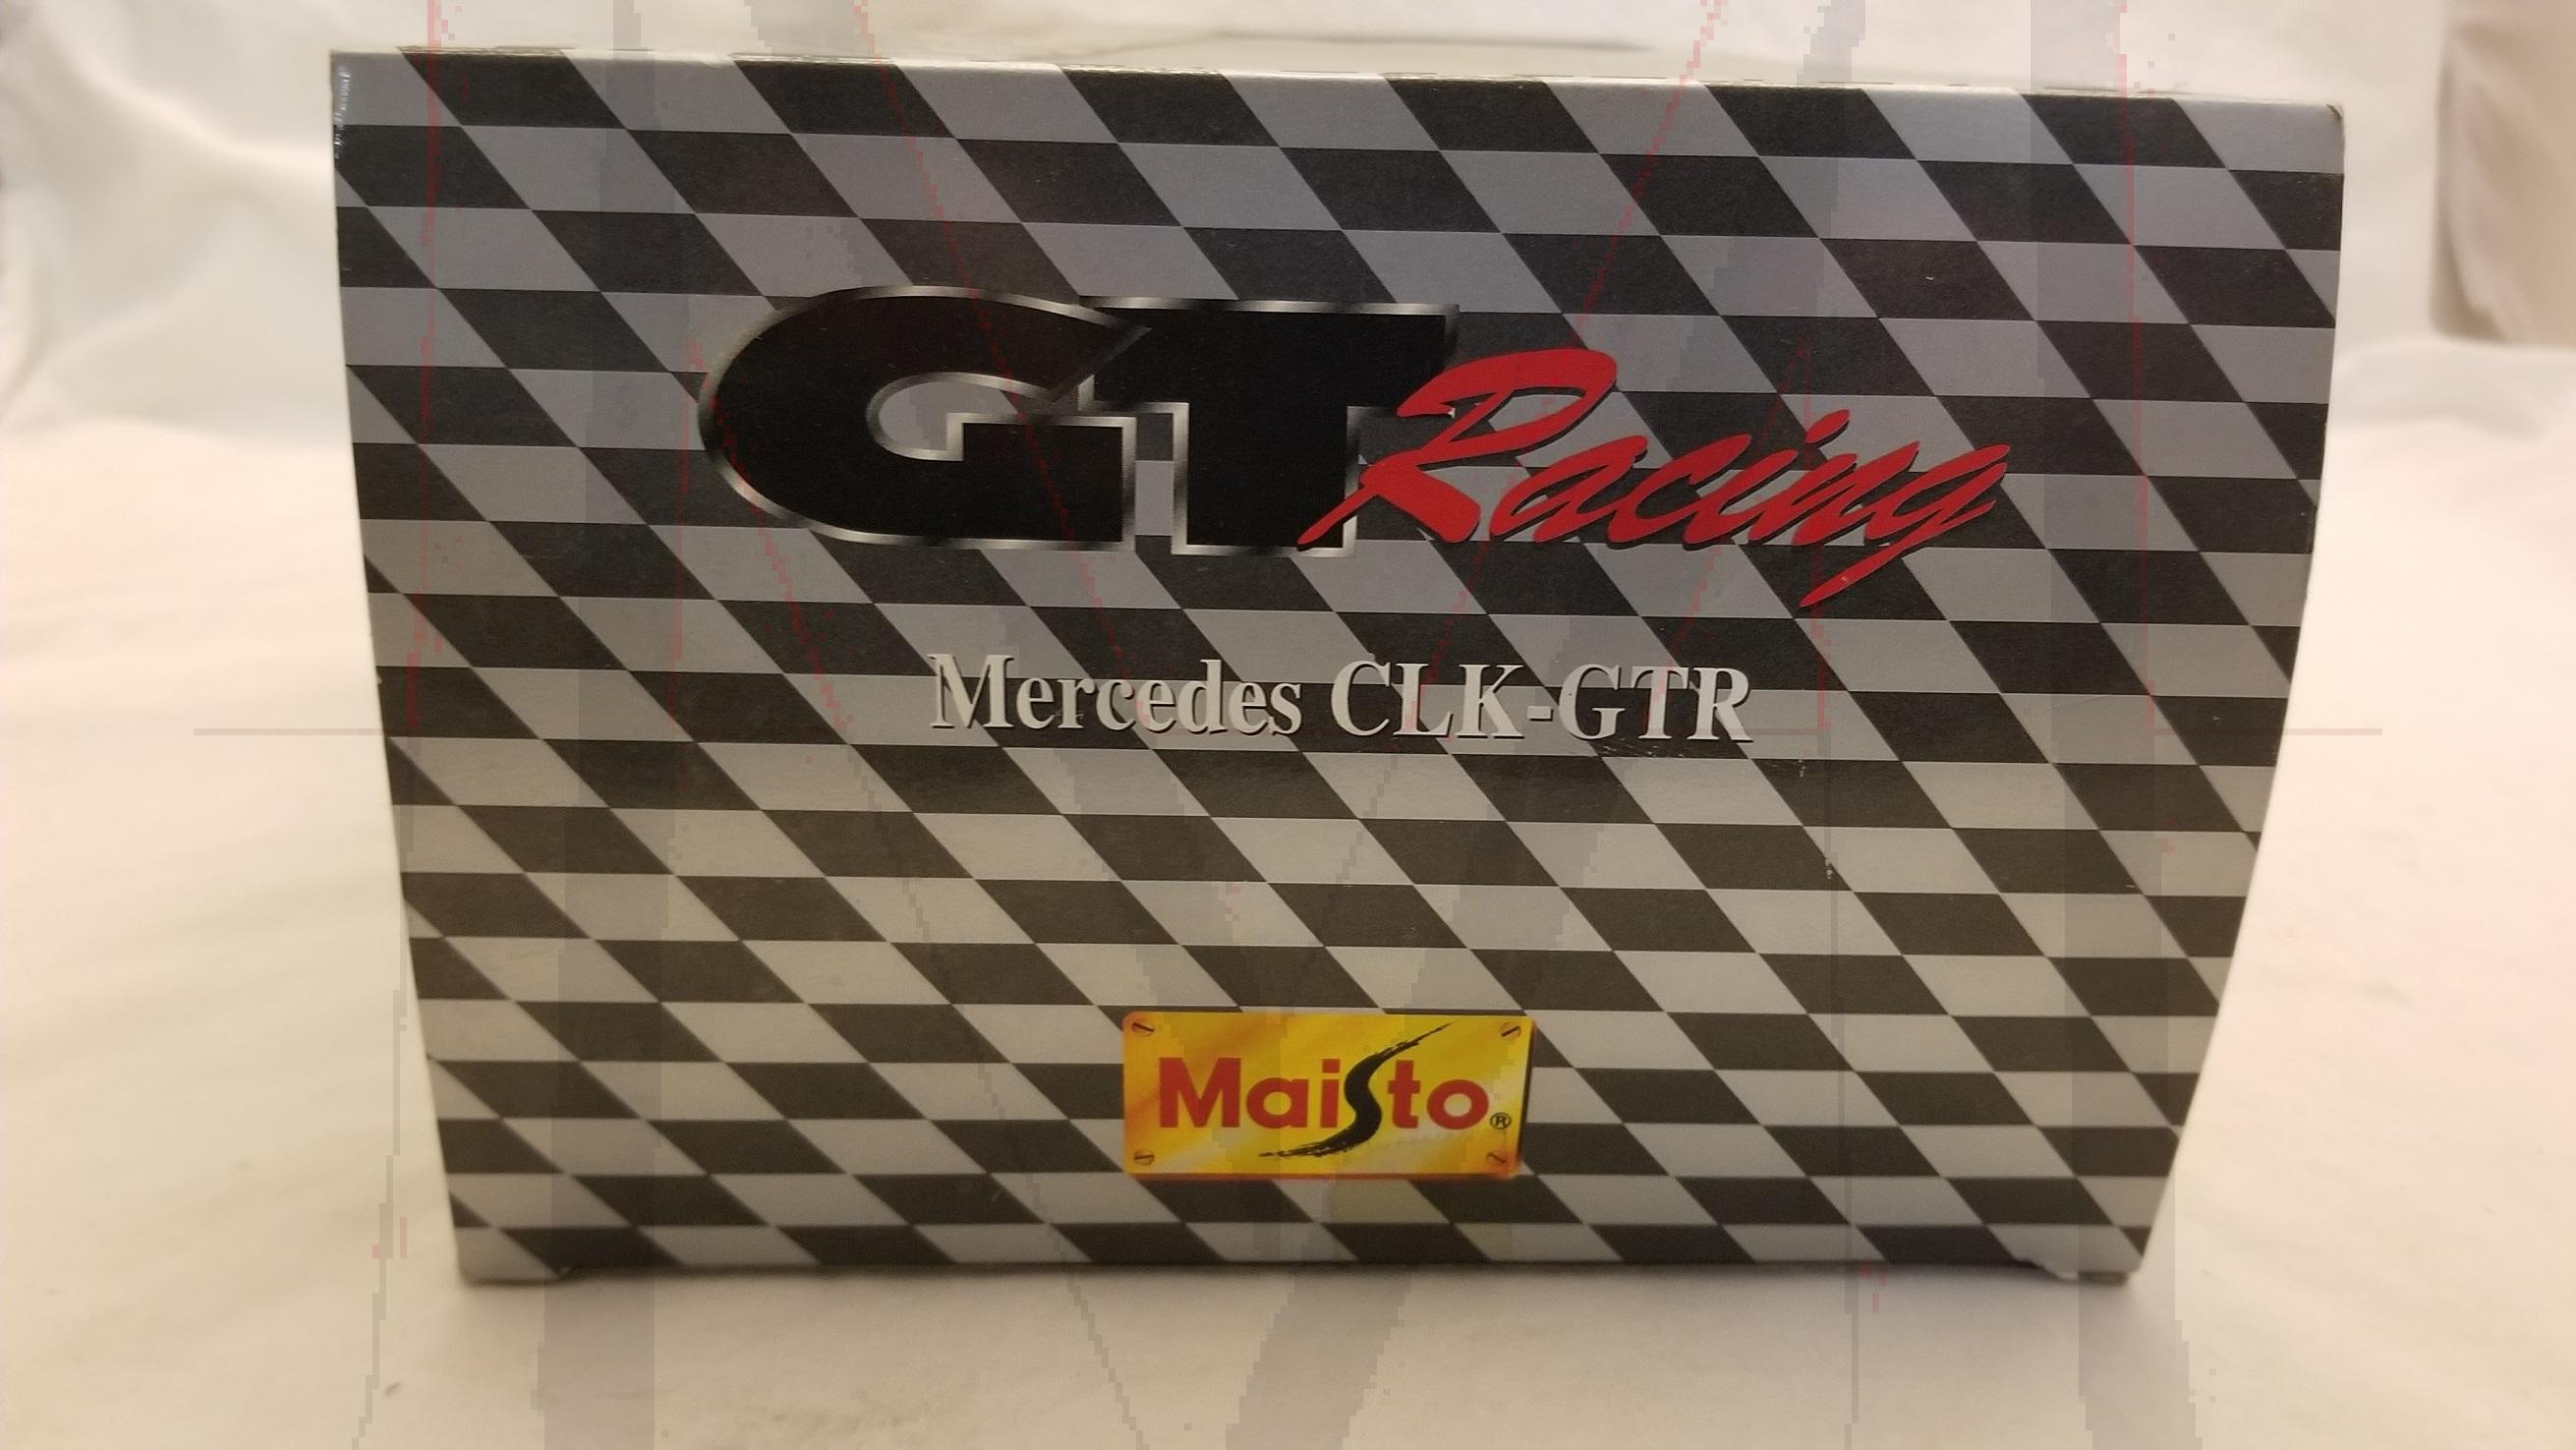 GT Racing
Mercedes CLK-GTR
Maisto®